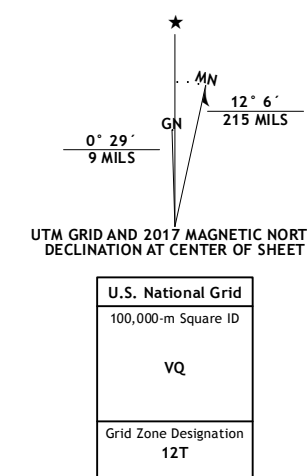 MN
GN
12° 6´
215 MILS
0° 29´
9 MILS
UTM GRID AND 2017 MAGNETIC NORT
DECLINATION AT CENTER OF SHEET
U.S. National Grid
100,000-m Square ID
VQ
Grid Zone Designation
12T